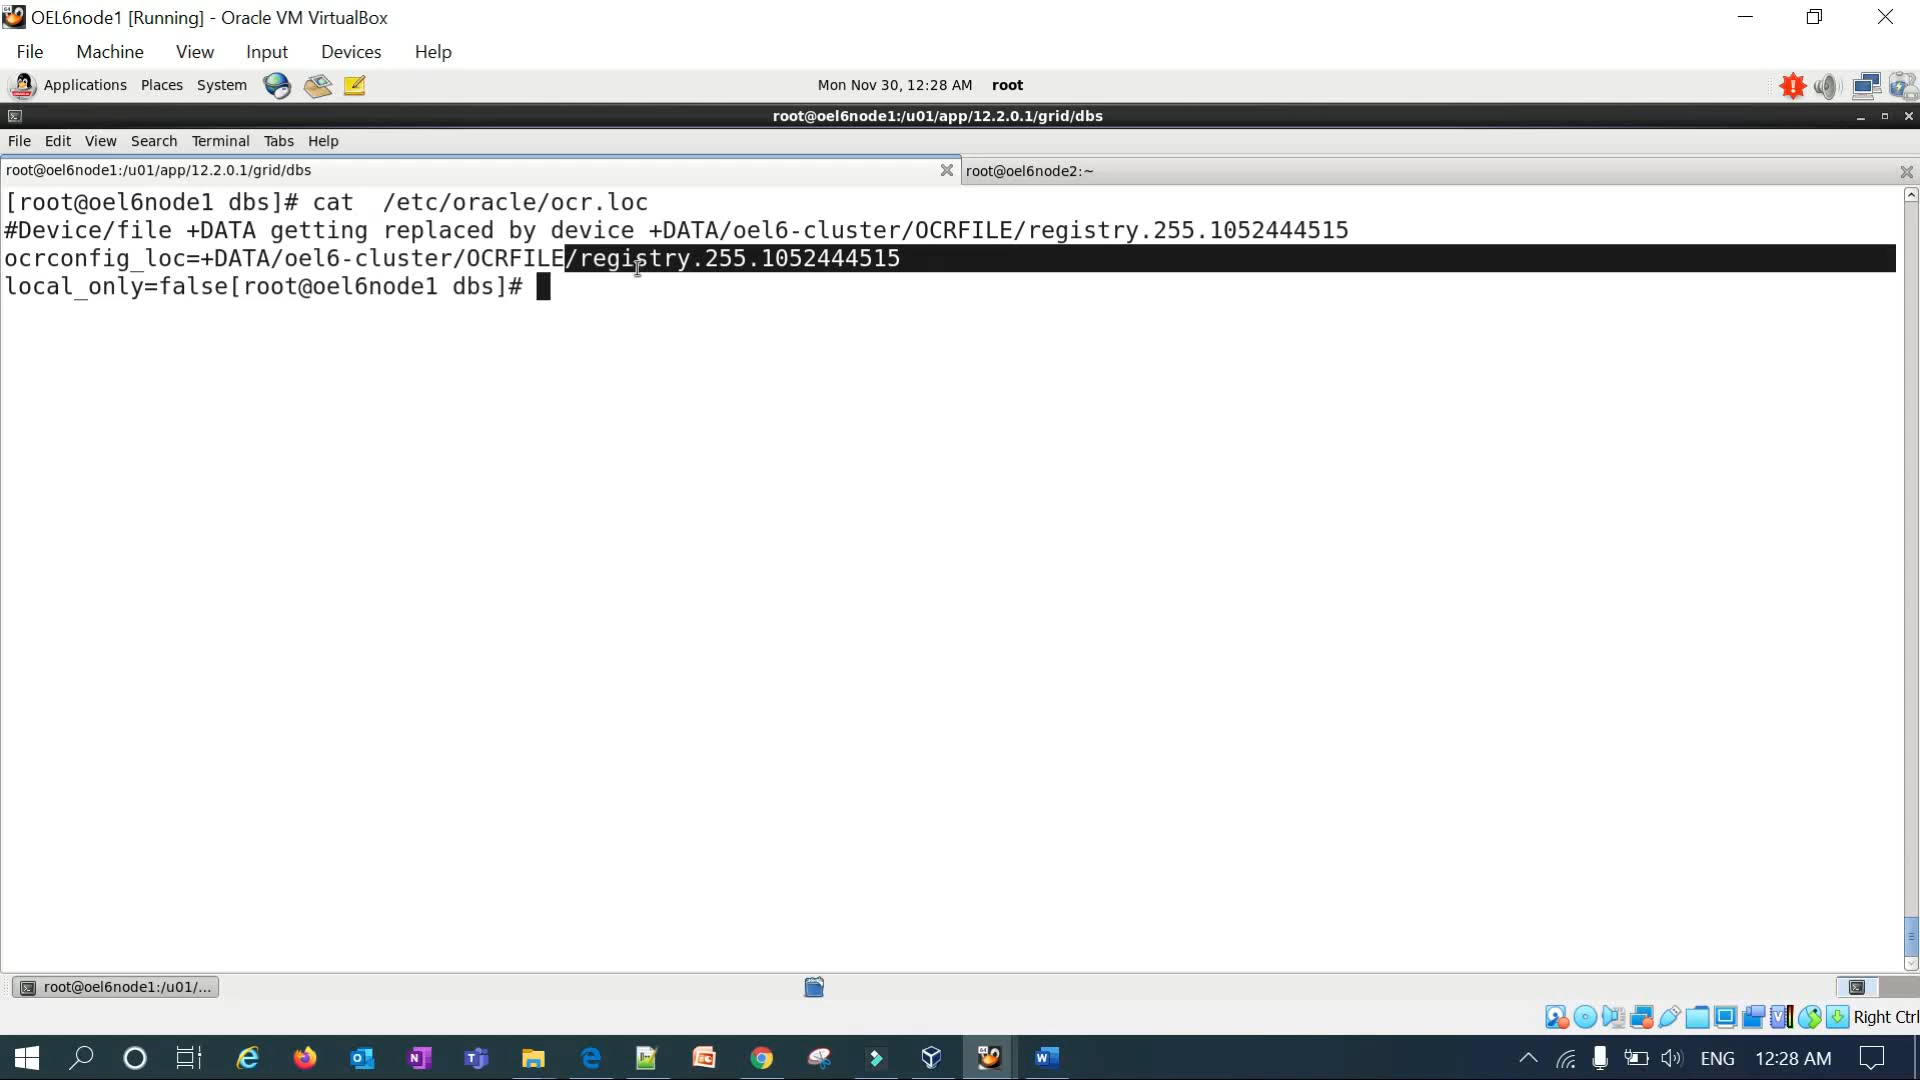 OEL6node1 [Running] - Oracle VM VirtualBox
File Machine View Input Devices Help
Applications Places System Mon Nov 30, 12:28 AM root
root@oel6node1:/u01/app/12.2.0.1/grid/dbs
File Edit View Search Terminal Tabs Help
root@oel6node1:/u01/app/12.2.0.1/grid/dbs root@oel6node2:~
[root@oel6node1 dbs]# cat  /etc/oracle/ocr.loc
#Device/file +DATA getting replaced by device +DATA/oel6-cluster/OCRFILE/registry.255.1052444515
ocrconfig_loc=+DATA/oel6-cluster/OCRFILE/registry.255.1052444515
local_only=false[root@oel6node1 dbs]#
root@oel6node1:/u01/...
Right Ctrl
ENG 12:28 AM